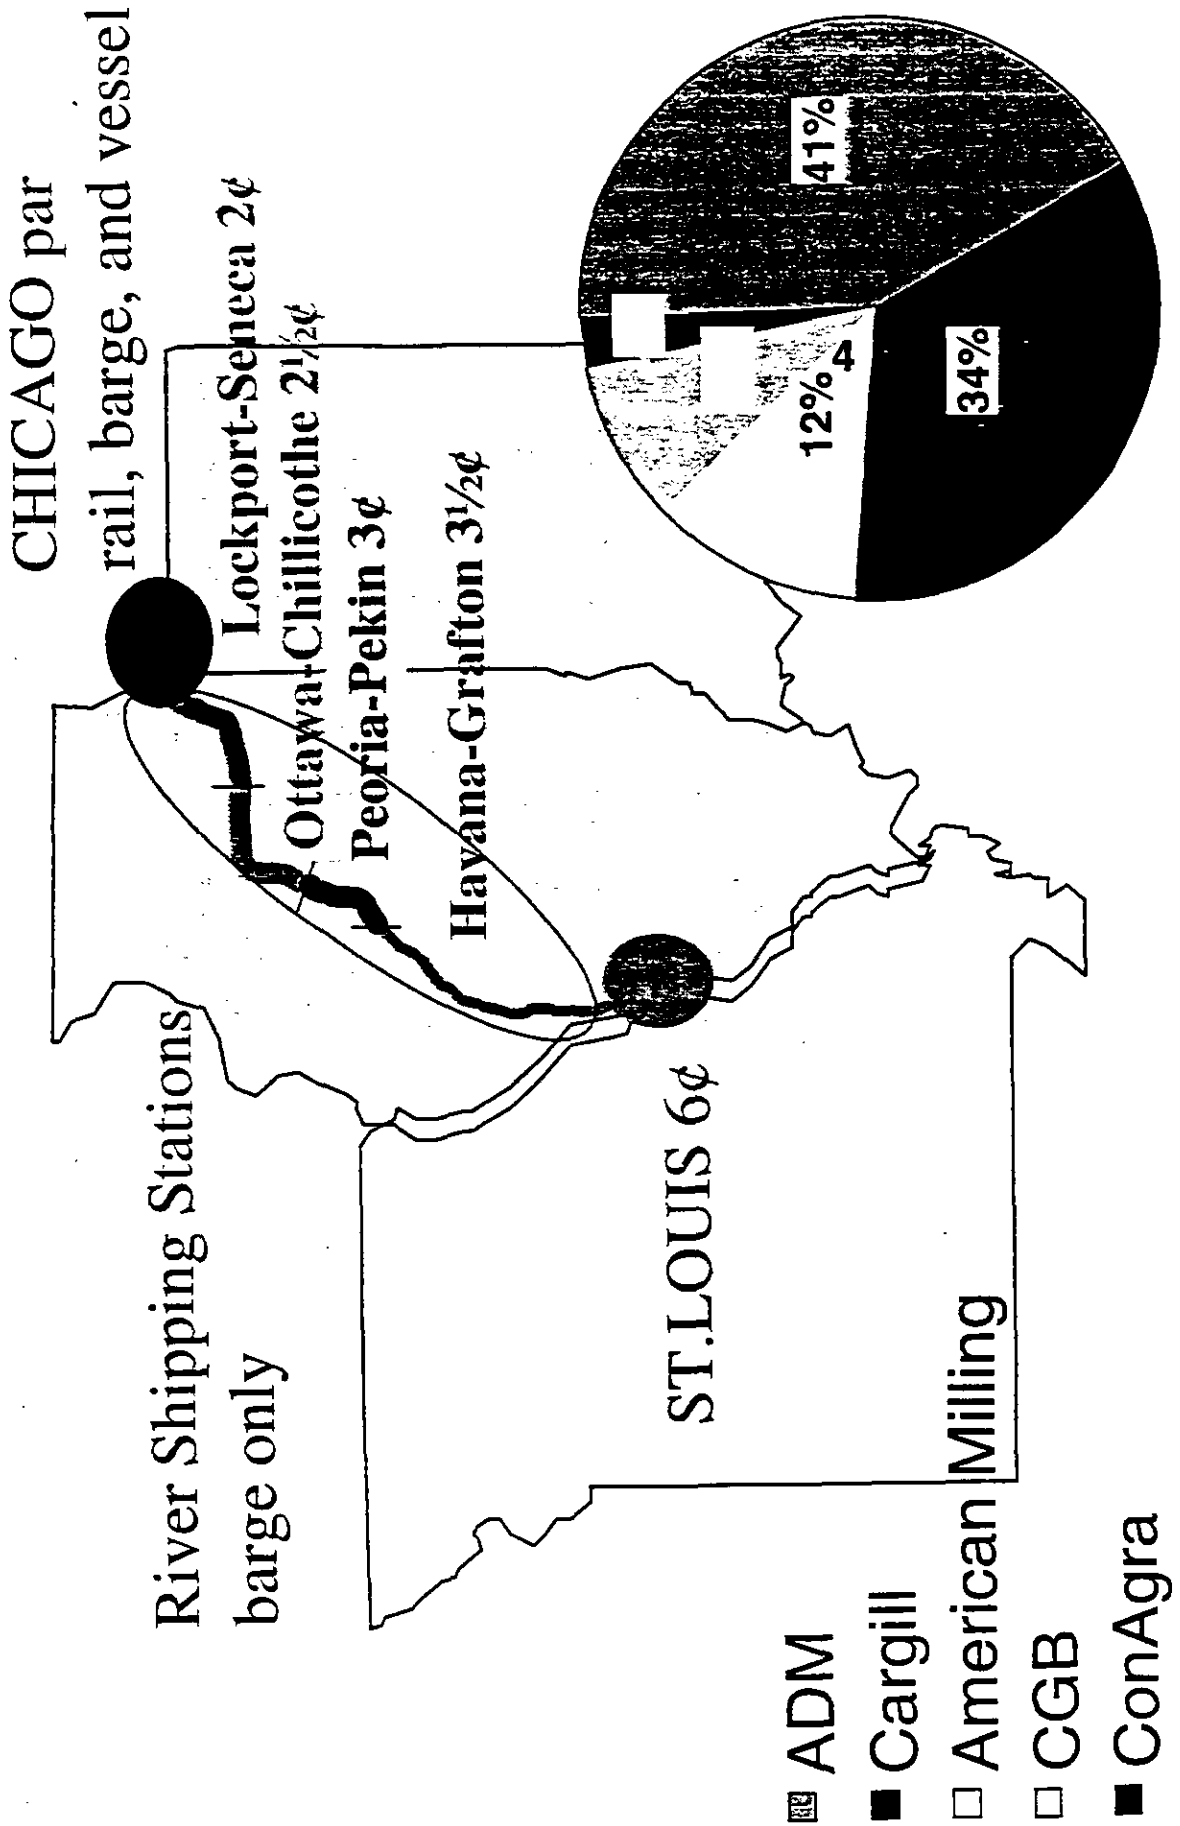 CHICAGO par
rail, barge, and vessel
River Shipping Stations
barge only
Lockport-Seneca 2¢
Ottawa-Chillicothe 2½¢
Peoria-Pekin 3¢
Havana-Grafton 3½¢
ST.LOUIS 6¢
41%
34%
12%
4
ADM
Cargill
American Milling
CGB
ConAgra